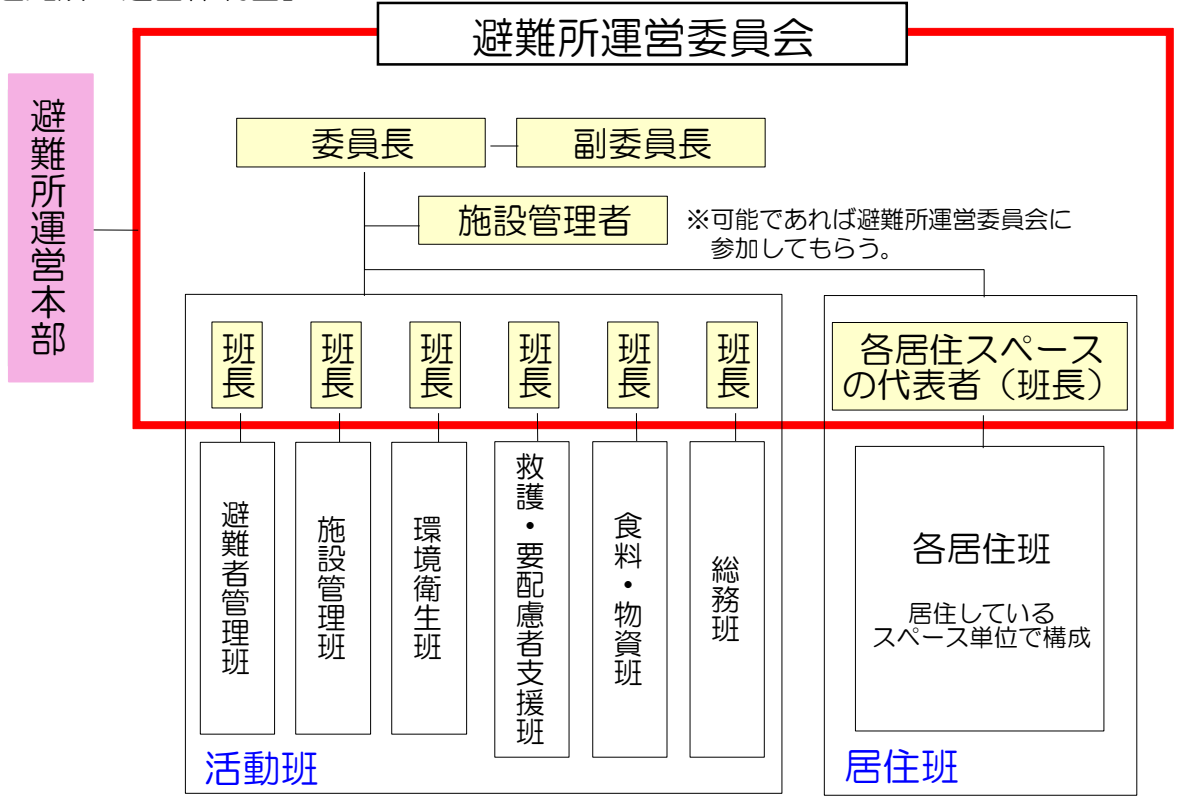 避難所運営委員会
避難所運営本部
委員長
副委員長
施設管理者
※可能であれば避難所運営委員会に
参加してもらう。
班長
班長
班長
班長
班長
班長
各居住スペース
の代表者（班長）
避難者管理班
施設管理班
環境衛生班
救護・要配慮者支援班
食料・物資班
総務班
各居住班
居住している
スペース単位で構成
活動班
居住班